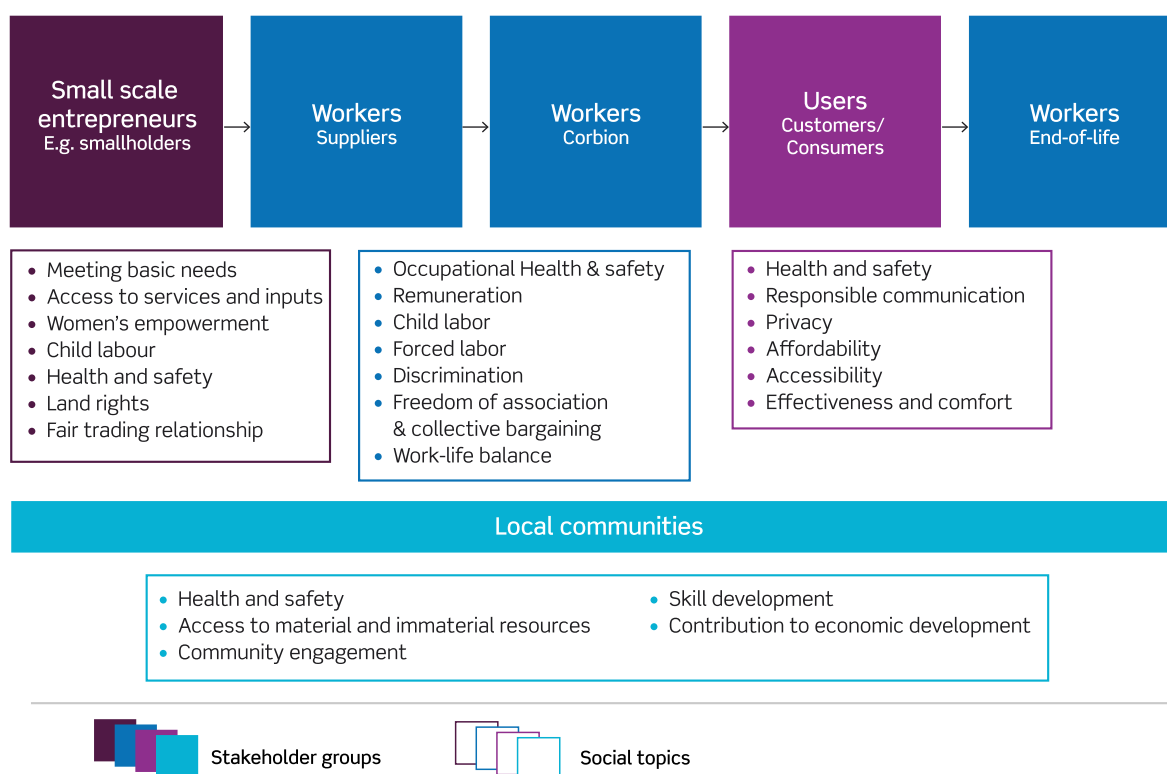 Small scale
entrepreneurs
E.g. smallholders
Workers
Suppliers
Workers
Corbion
Users
Customers/
Consumers
Workers
End-of-life
• Meeting basic needs
• Access to services and inputs
• Women's empowerment
• Child labour
• Health and safety
• Land rights
• Fair trading relationship
• Occupational Health & safety
• Remuneration
• Child labor
• Forced labor
• Discrimination
• Freedom of association
& collective bargaining
• Work-life balance
• Health and safety
• Responsible communication
• Privacy
• Affordability
• Accessibility
• Effectiveness and comfort
Local communities
• Health and safety
• Access to material and immaterial resources
• Community engagement
• Skill development
• Contribution to economic development
Stakeholder groups
Social topics